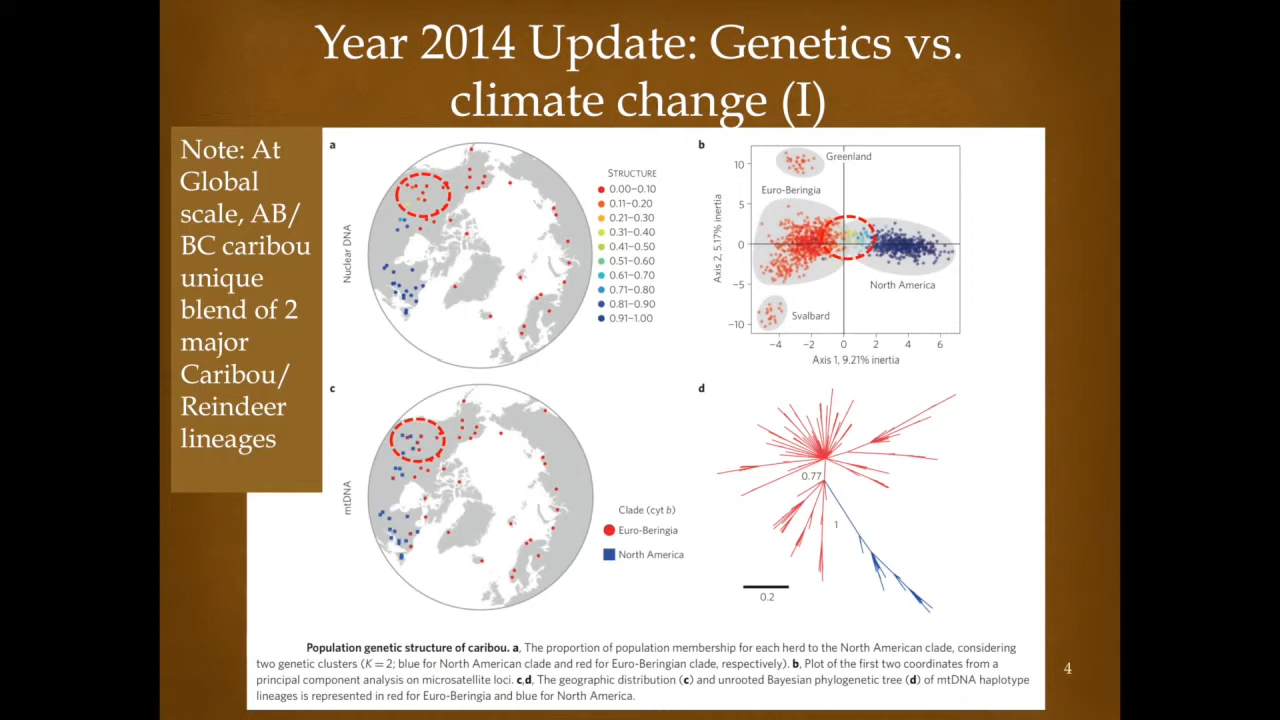 Year 2014 Update: Genetics vs.
climate change (I)
Note: At
Global
scale, AB/
BC caribou
unique
blend of 2
major
Caribou/
Reindeer
lineages
a
Nuclear DNA
STRUCTURE
0.00–0.10
0.11–0.20
0.21–0.30
0.31–0.40
0.41–0.50
0.51–0.60
0.61–0.70
0.71–0.80
0.81–0.90
0.91–1.00
b
Axis 2, 5.17% inertia
10
5
0
−5
−10
Greenland
Euro-Beringia
North America
Svalbard
−4 −2 0 2 4 6
Axis 1, 9.21% inertia
c
mtDNA
Clade (cyt b)
Euro-Beringia
North America
d
0.77
1
0.2
Population genetic structure of caribou. a, The proportion of population membership for each herd to the North American clade, considering
two genetic clusters (K = 2; blue for North American clade and red for Euro-Beringian clade, respectively). b, Plot of the first two coordinates from a
principal component analysis on microsatellite loci. c,d, The geographic distribution (c) and unrooted Bayesian phylogenetic tree (d) of mtDNA haplotype
lineages is represented in red for Euro-Beringia and blue for North America.
4